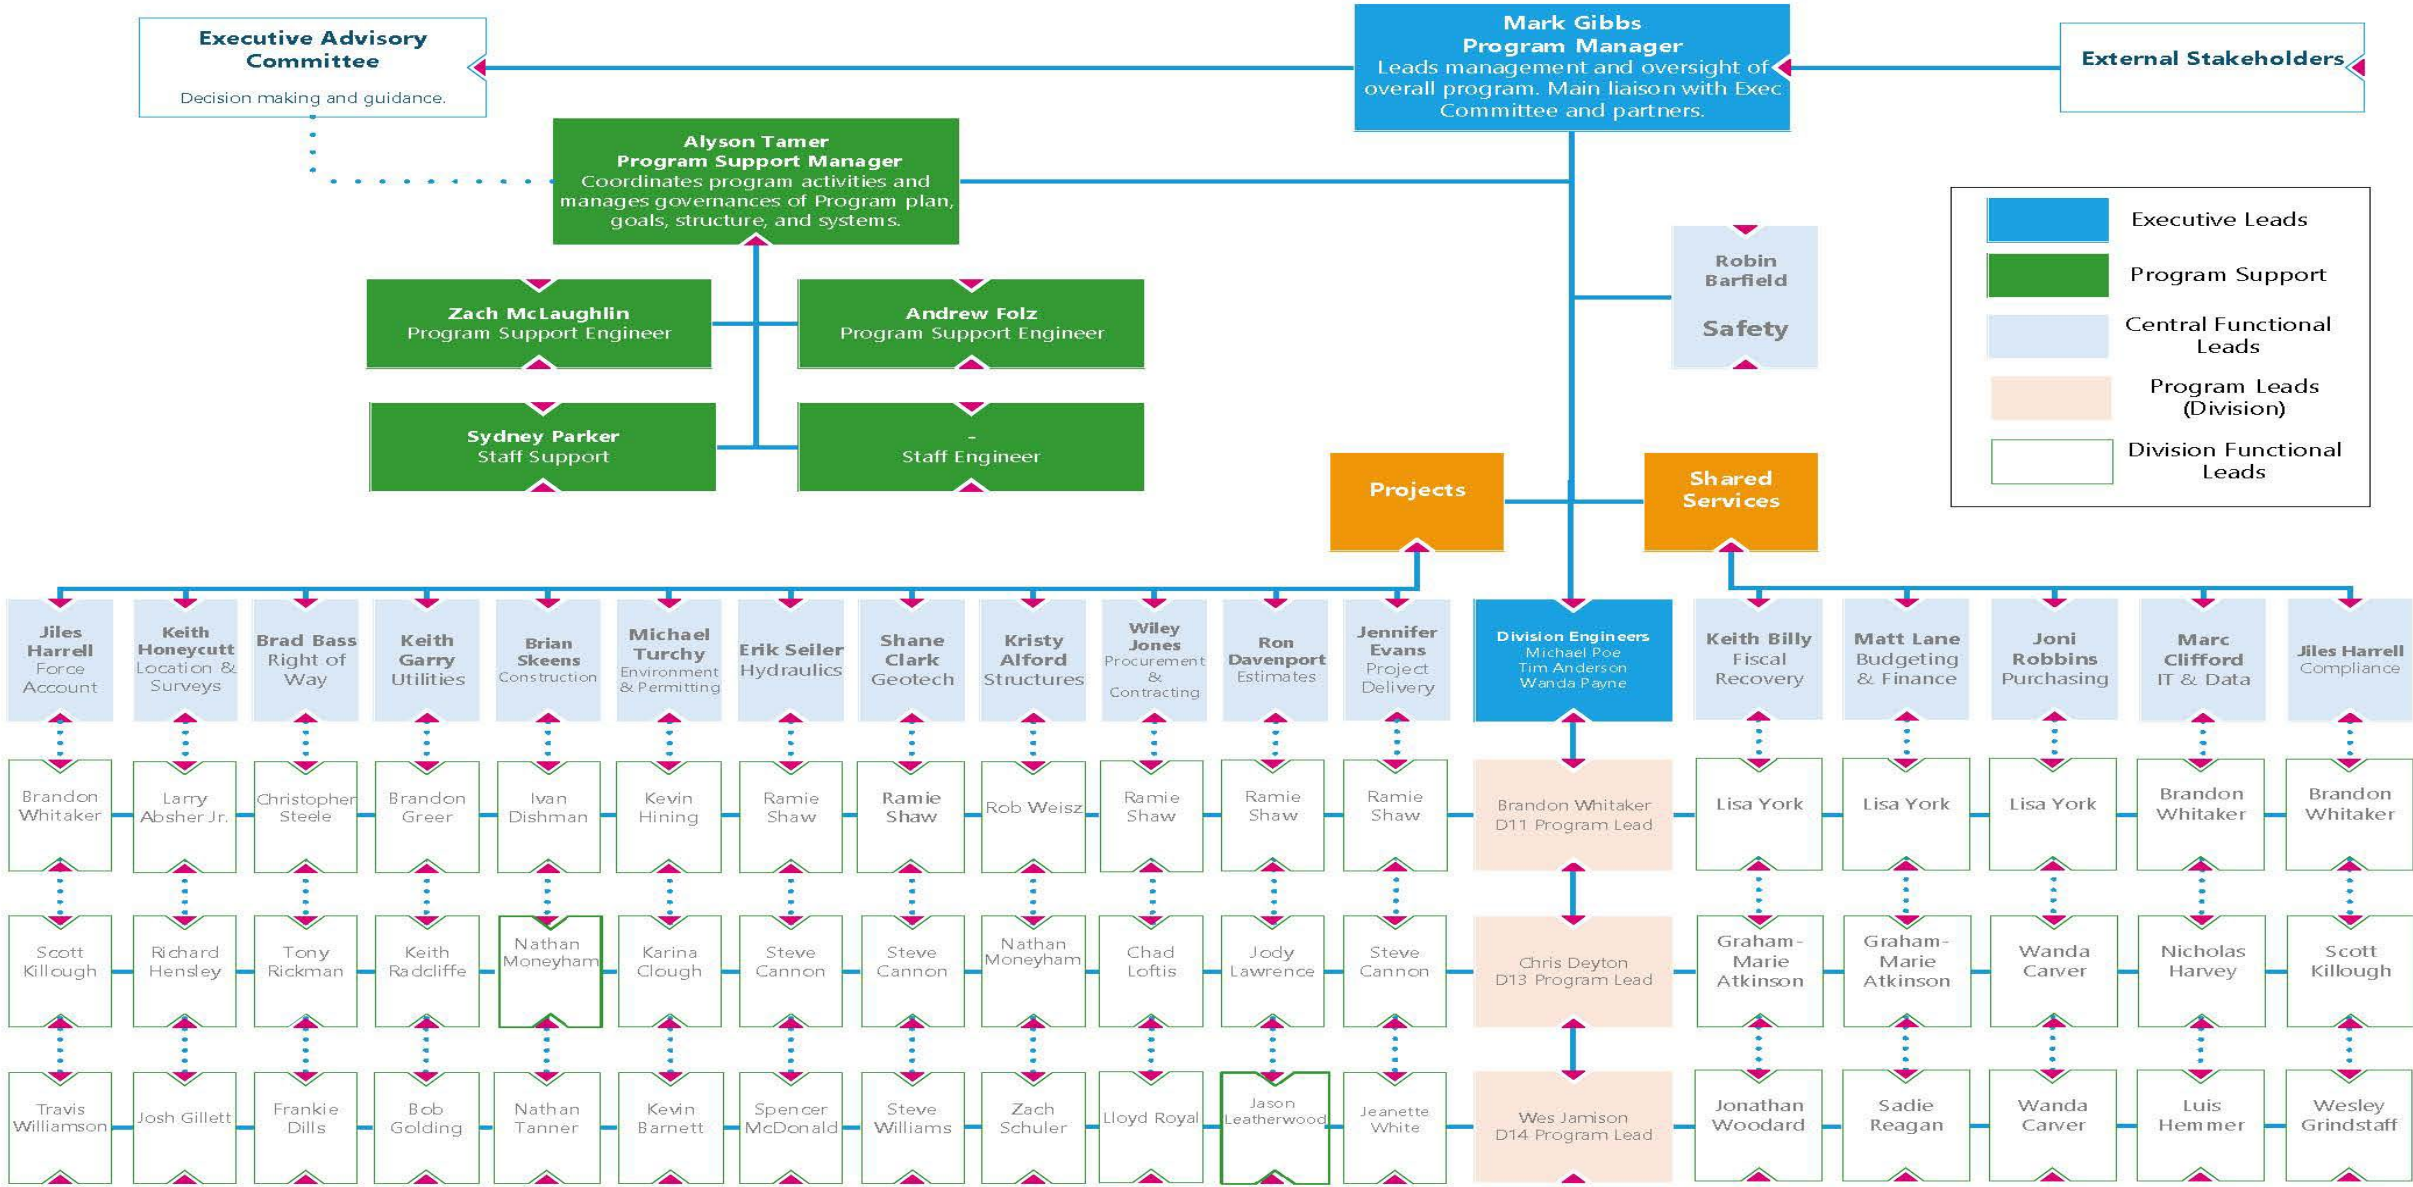 Executive Advisory
Committee
Decision making and guidance.
Mark Gibbs
Program Manager
Leads management and oversight of
overall program. Main liaison with Exec
Committee and partners.
External Stakeholders
Alyson Tamer
Program Support Manager
Coordinates program activities and
manages governances of Program plan,
goals, structure, and systems.
Zach McLaughlin
Program Support Engineer
Andrew Folz
Program Support Engineer
Sydney Parker
Staff Support
-
Staff Engineer
Robin
Barfield
Safety
Executive Leads
Program Support
Central Functional
Leads
Program Leads
(Division)
Division Functional
Leads
Projects
Shared
Services
Jiles
Harrell
Force
Account
Keith
Honeycutt
Location &
Surveys
Brad Bass
Right of
Way
Keith
Garry
Utilities
Brian
Skeens
Construction
Michael
Turchy
Environment
& Permitting
Erik Seiler
Hydraulics
Shane
Clark
Geotech
Kristy
Alford
Structures
Wiley
Jones
Procurement
&
Contracting
Ron
Davenport
Estimates
Jennifer
Evans
Project
Delivery
Division Engineers
Michael Poe
Tim Anderson
Wanda Payne
Keith Billy
Fiscal
Recovery
Matt Lane
Budgeting
& Finance
Joni
Robbins
Purchasing
Marc
Clifford
IT & Data
Jiles Harrell
Compliance
Brandon
Whitaker
Larry
Absher Jr.
Christopher
Steele
Brandon
Greer
Ivan
Dishman
Kevin
Hining
Ramie
Shaw
Ramie
Shaw
Rob Weisz
Ramie
Shaw
Ramie
Shaw
Ramie
Shaw
Brandon Whitaker
D11 Program Lead
Lisa York
Lisa York
Lisa York
Brandon
Whitaker
Brandon
Whitaker
Scott
Killough
Richard
Hensley
Tony
Rickman
Keith
Radcliffe
Nathan
Moneyham
Karina
Clough
Steve
Cannon
Steve
Cannon
Nathan
Moneyham
Chad
Loftis
Jody
Lawrence
Steve
Cannon
Chris Deyton
D13 Program Lead
Graham-
Marie
Atkinson
Graham-
Marie
Atkinson
Wanda
Carver
Nicholas
Harvey
Scott
Killough
Travis
Williamson
Josh Gillett
Frankie
Dills
Bob
Golding
Nathan
Tanner
Kevin
Barnett
Spencer
McDonald
Steve
Williams
Zach
Schuler
Lloyd Royal
Jason
Leatherwood
Jeanette
White
Wes Jamison
D14 Program Lead
Jonathan
Woodard
Sadie
Reagan
Wanda
Carver
Luis
Hemmer
Wesley
Grindstaff